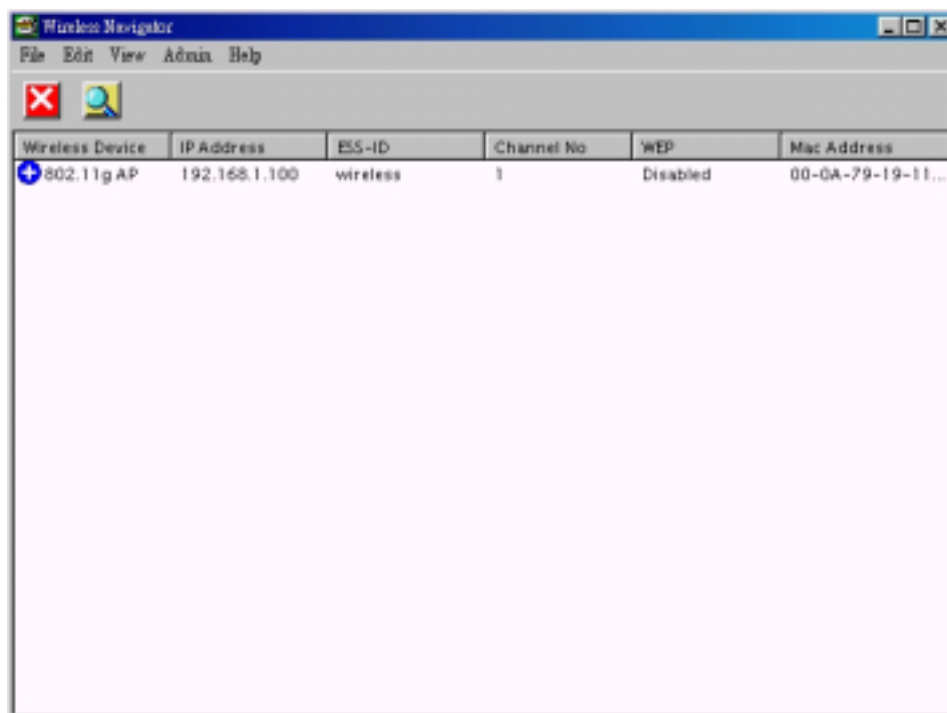 Wireless Navigator
File Edit View Admin Help
Wireless Device IP Address ESS-ID Channel No WEP Mac Address
802.11g AP 192.168.1.100 wireless 1 Disabled 00-0A-79-19-11...